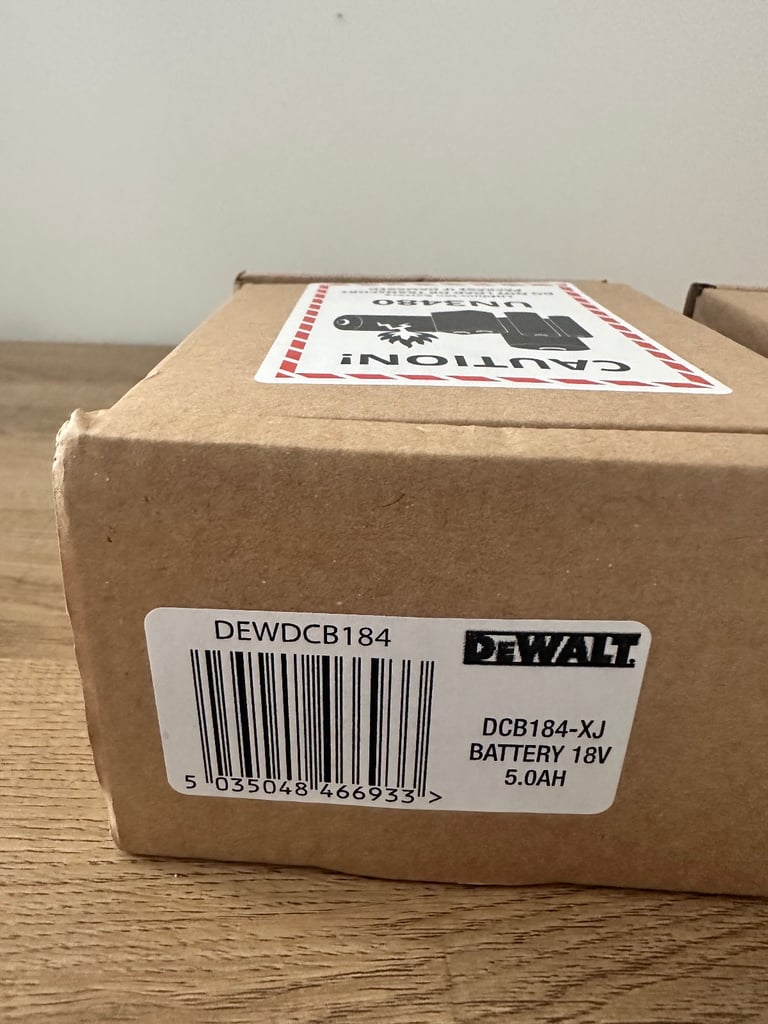 CAUTION!
UN3480
DEWDCB184
DEWALT
DCB184-XJ
BATTERY 18V
5.0AH
5 035048 466933 >